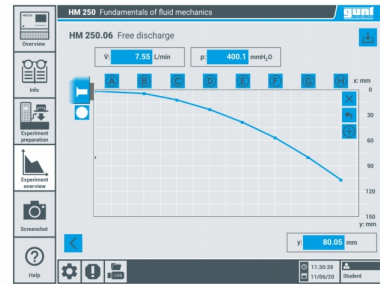 HM 250 Fundamentals of fluid mechanics
gunt
Overview
HM 250.06 Free discharge
V̇: 7.55 L/min
p: 400.1 mmH₂O
A B C D E F G H x: mm
0
30
60
90
120
150
y: mm
Info
Experiment
preparation
Experiment
overview
Screenshot
Help
y: 80.05 mm
11:30:39
11/06/20 Student